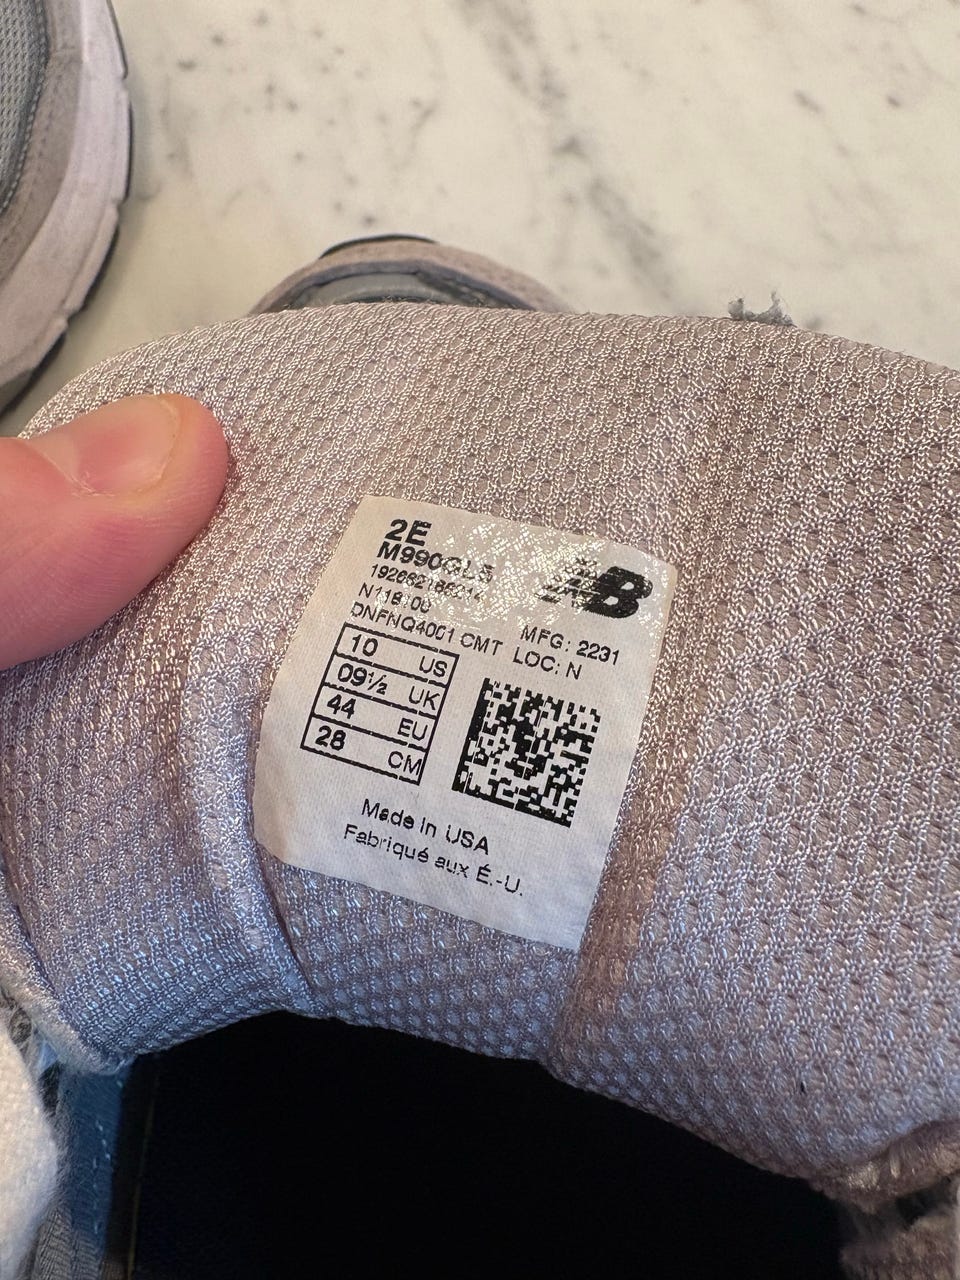 2E
M990GL5
NB
DNFNQ4001 CMT
MFG: 2231
LOC: N
10 US
09½ UK
44 EU
28 CM
Made in USA
Fabriqué aux É.-U.